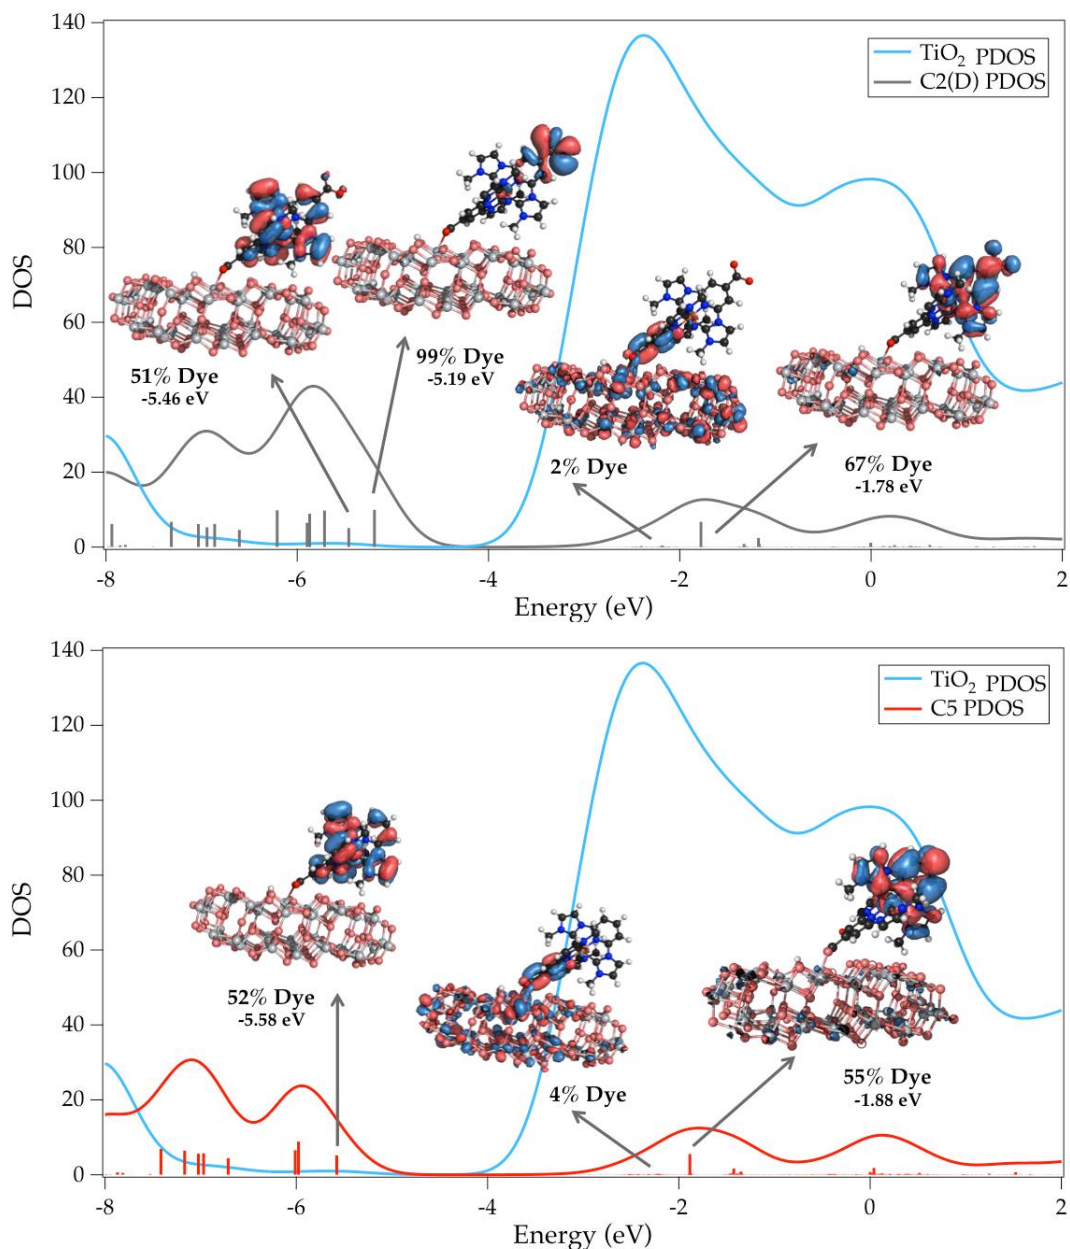 140
120
100
80
60
40
20
0
DOS
TiO₂ PDOS
C2(D) PDOS
51% Dye
-5.46 eV
99% Dye
-5.19 eV
2% Dye
67% Dye
-1.78 eV
-8
-6
-4
-2
0
2
Energy (eV)
140
120
100
80
60
40
20
0
DOS
TiO₂ PDOS
C5 PDOS
52% Dye
-5.58 eV
4% Dye
55% Dye
-1.88 eV
-8
-6
-4
-2
0
2
Energy (eV)